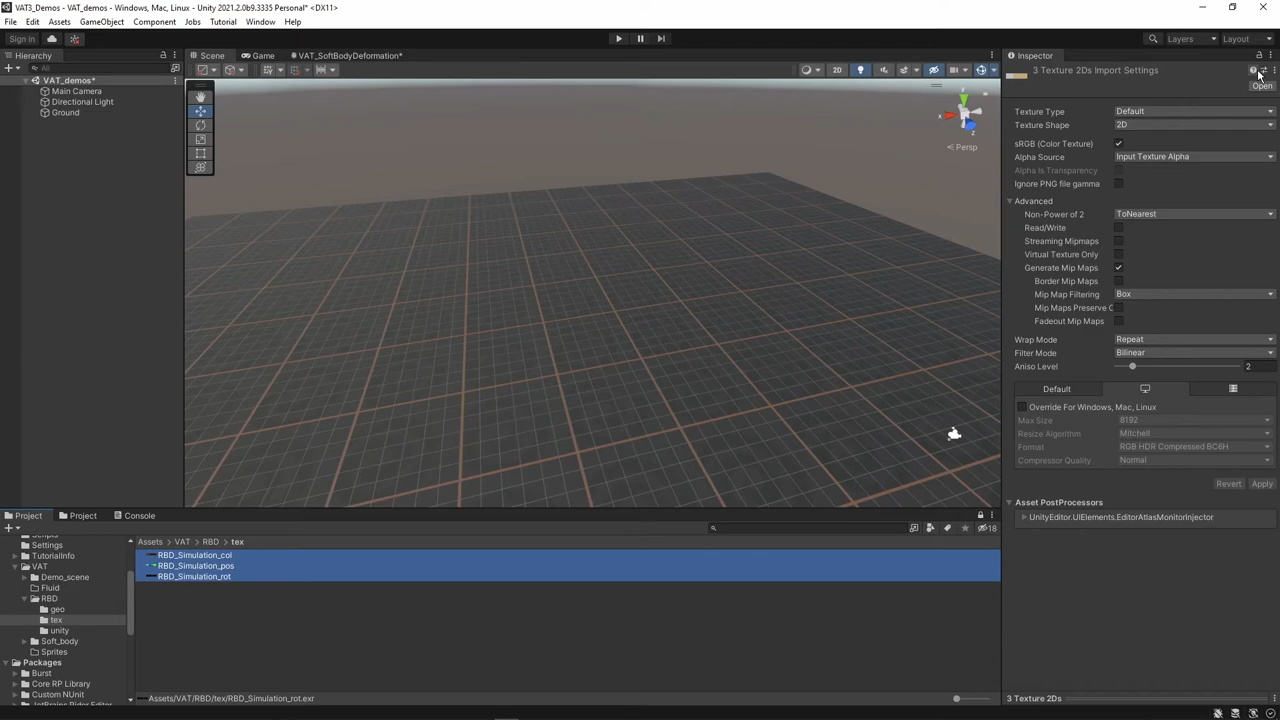 VAT3_Demos - VAT_demos - Windows, Mac, Linux - Unity 2021.2.0b9.3335 Personal* <DX11>
File Edit Assets GameObject Component Jobs Tutorial Window Help
Sign in
Layers
Layout
Hierarchy
All
VAT_demos*
Main Camera
Directional Light
Ground
Scene Game VAT_SoftBodyDeformation*
2D
y
x
z
Persp
Inspector
3 Texture 2Ds Import Settings
Open
Texture Type Default
Texture Shape 2D
sRGB (Color Texture)
Alpha Source Input Texture Alpha
Alpha Is Transparency
Ignore PNG file gamma
Advanced
Non-Power of 2 ToNearest
Read/Write
Streaming Mipmaps
Virtual Texture Only
Generate Mip Maps
Border Mip Maps
Mip Map Filtering Box
Mip Maps Preserve C
Fadeout Mip Maps
Wrap Mode Repeat
Filter Mode Bilinear
Aniso Level 2
Default
Override For Windows, Mac, Linux
Max Size 8192
Resize Algorithm Mitchell
Format RGB HDR Compressed BC6H
Compressor Quality Normal
Revert Apply
Asset PostProcessors
UnityEditor.UIElements.EditorAtlasMonitorInjector
3 Texture 2Ds
Project Project Console
18
Settings
TutorialInfo
VAT
Demo_scene
Fluid
RBD
geo
tex
unity
Soft_body
Sprites
Packages
Burst
Core RP Library
Custom NUnit
JetBrains Rider Editor
Assets > VAT > RBD > tex
RBD_Simulation_col
RBD_Simulation_pos
RBD_Simulation_rot
Assets/VAT/RBD/tex/RBD_Simulation_rot.exr